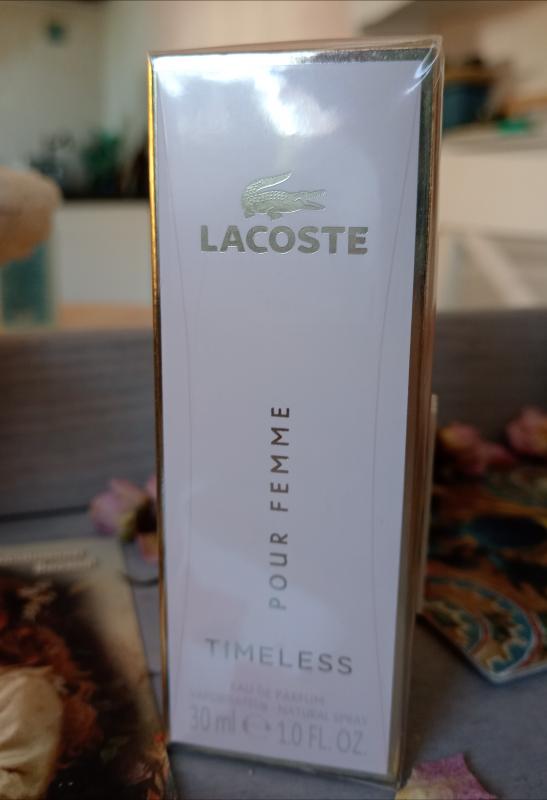 LACOSTE
POUR FEMME
TIMELESS
EAU DE PARFUM
VAPORISATEUR · NATURAL SPRAY
30 ml ℮ 1.0 FL. OZ.